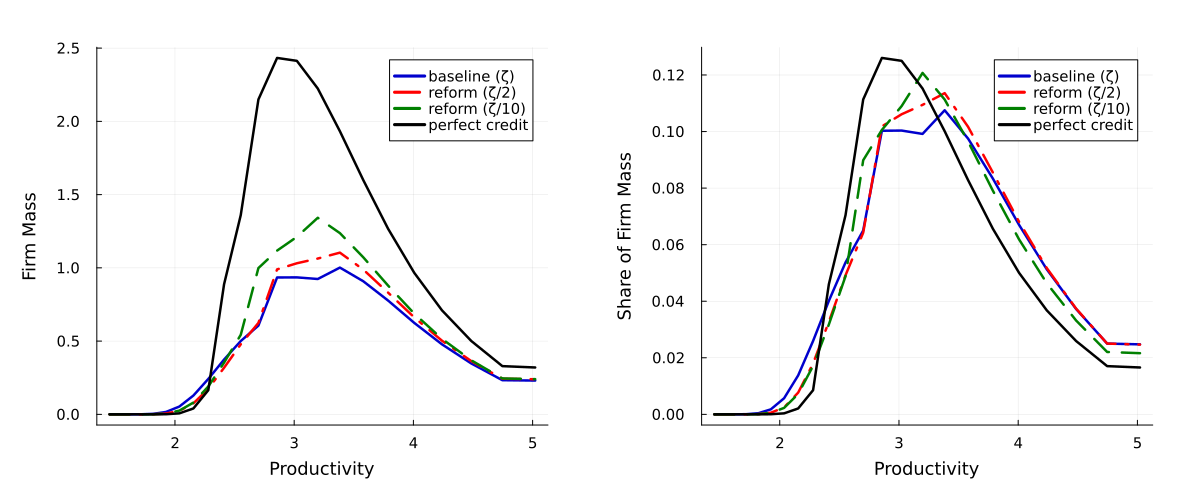 2.5
2.0
1.5
1.0
0.5
0.0
Firm Mass
2
3
4
5
Productivity
baseline (ζ)
reform (ζ/2)
reform (ζ/10)
perfect credit
0.12
0.10
0.08
0.06
0.04
0.02
0.00
Share of Firm Mass
2
3
4
5
Productivity
baseline (ζ)
reform (ζ/2)
reform (ζ/10)
perfect credit